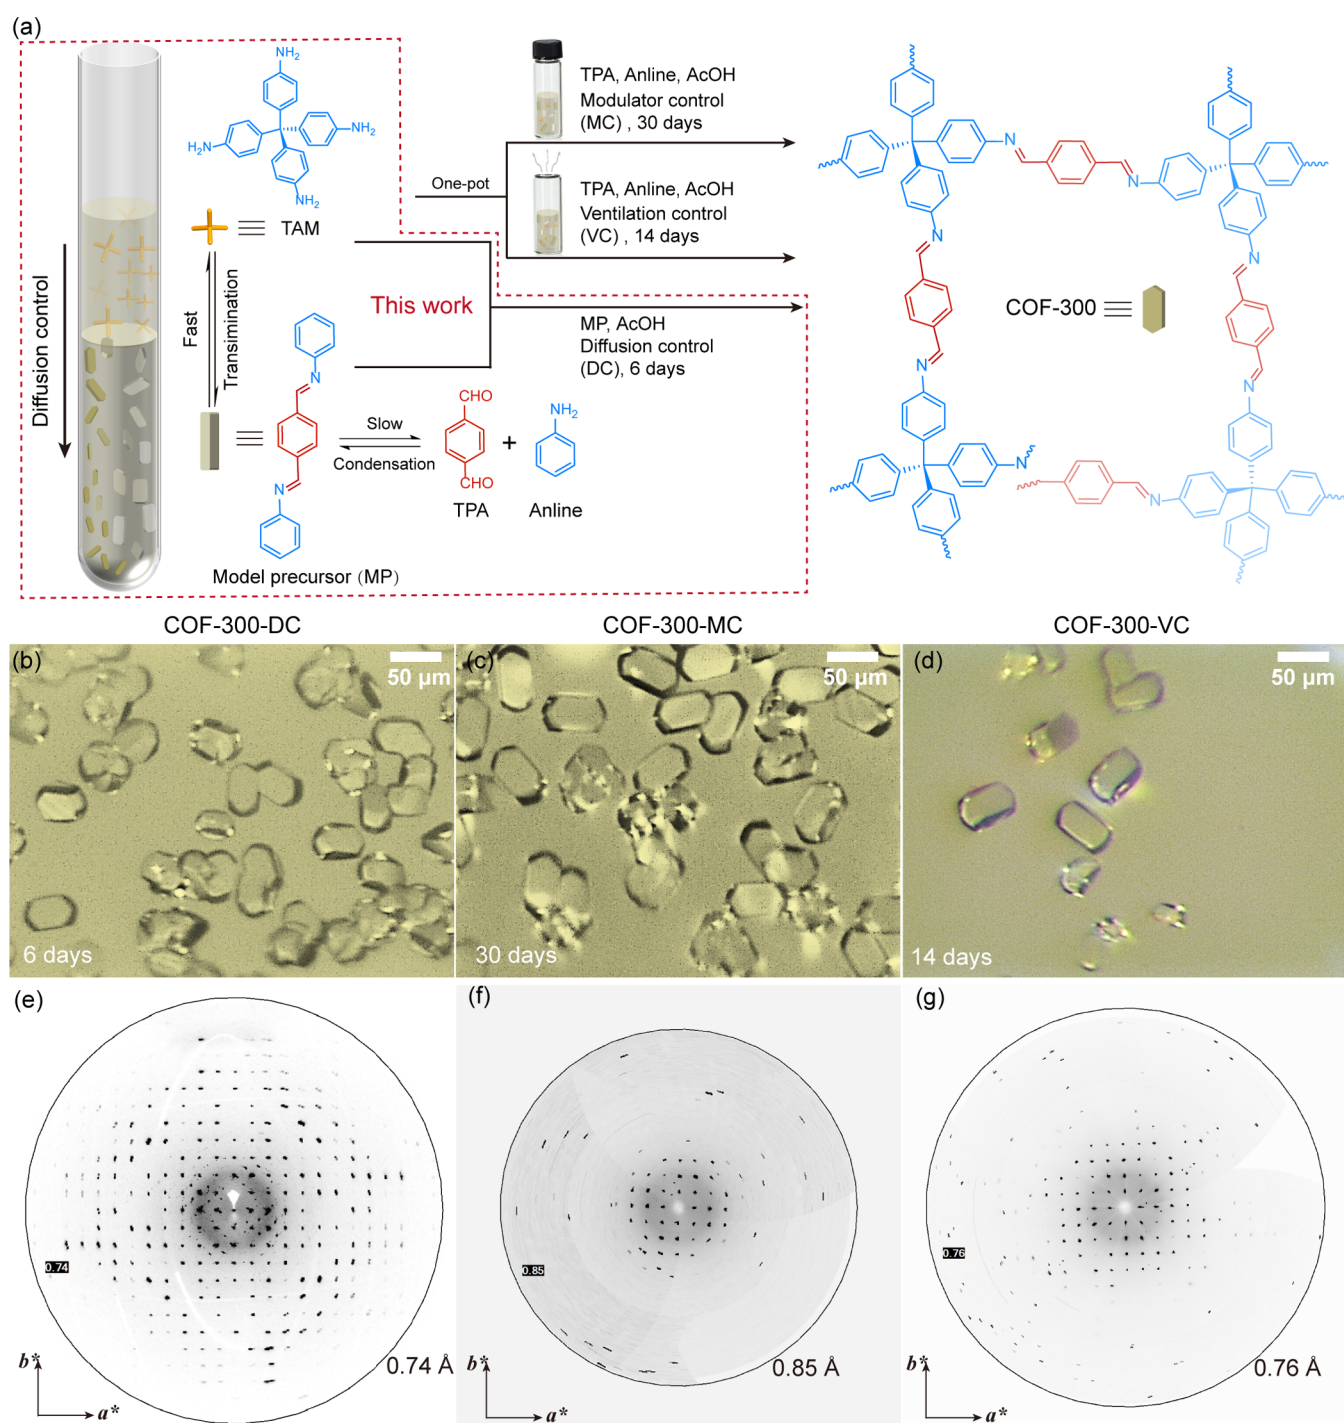 (a)
NH2
H2N
NH2
NH2
TAM
Diffusion control
Fast
Transimination
This work
N
N
Model precursor (MP)
Slow
Condensation
CHO
CHO
TPA
+
NH2
Anline
One-pot
TPA, Anline, AcOH
Modulator control
(MC) , 30 days
TPA, Anline, AcOH
Ventilation control
(VC) , 14 days
MP, AcOH
Diffusion control
(DC), 6 days
N
N
N
N
N
N
N
N
COF-300
COF-300-DC
COF-300-MC
COF-300-VC
(b)
50 μm
6 days
(c)
50 μm
30 days
(d)
50 μm
14 days
(e)
0.74
b*
a*
0.74 Å
(f)
0.85
b*
a*
0.85 Å
(g)
0.76
b*
a*
0.76 Å